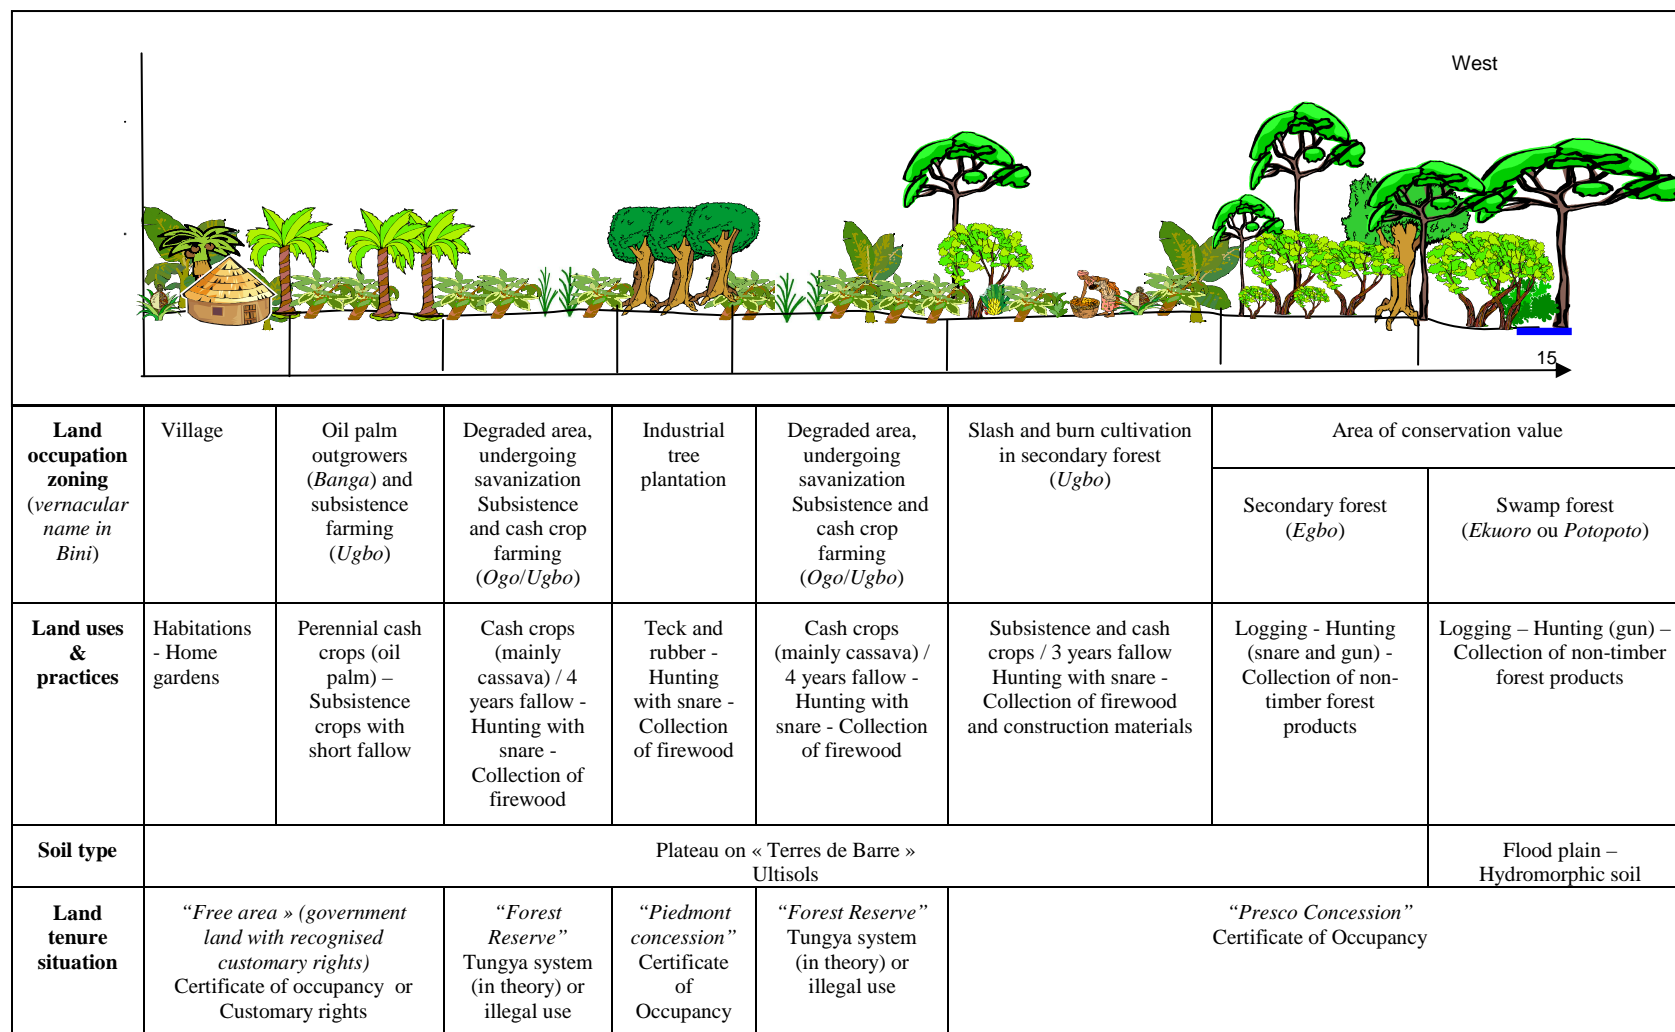 West
15
Land
occupation
zoning
(vernacular
name in
Bini)
Village
Oil palm
outgrowers
(Banga) and
subsistence
farming
(Ugbo)
Degraded area,
undergoing
savanization
Subsistence
and cash crop
farming
(Ogo/Ugbo)
Industrial
tree
plantation
Degraded area,
undergoing
savanization
Subsistence and
cash crop
farming
(Ogo/Ugbo)
Slash and burn cultivation
in secondary forest
(Ugbo)
Area of conservation value
Secondary forest
(Egbo)
Swamp forest
(Ekuoro ou Potopoto)
Land uses
&
practices
Habitations
- Home
gardens
Perennial cash
crops (oil
palm) –
Subsistence
crops with
short fallow
Cash crops
(mainly
cassava) / 4
years fallow -
Hunting with
snare -
Collection of
firewood
Teck and
rubber -
Hunting
with snare -
Collection
of firewood
Cash crops
(mainly cassava) /
4 years fallow -
Hunting with
snare - Collection
of firewood
Subsistence and cash
crops / 3 years fallow
Hunting with snare -
Collection of firewood
and construction materials
Logging - Hunting
(snare and gun) -
Collection of non-
timber forest
products
Logging – Hunting (gun) –
Collection of non-timber
forest products
Soil type
Plateau on « Terres de Barre »
Ultisols
Flood plain –
Hydromorphic soil
Land
tenure
situation
“Free area » (government
land with recognised
customary rights)
Certificate of occupancy or
Customary rights
“Forest
Reserve”
Tungya system
(in theory) or
illegal use
“Piedmont
concession”
Certificate
of
Occupancy
“Forest Reserve”
Tungya system
(in theory) or
illegal use
“Presco Concession”
Certificate of Occupancy